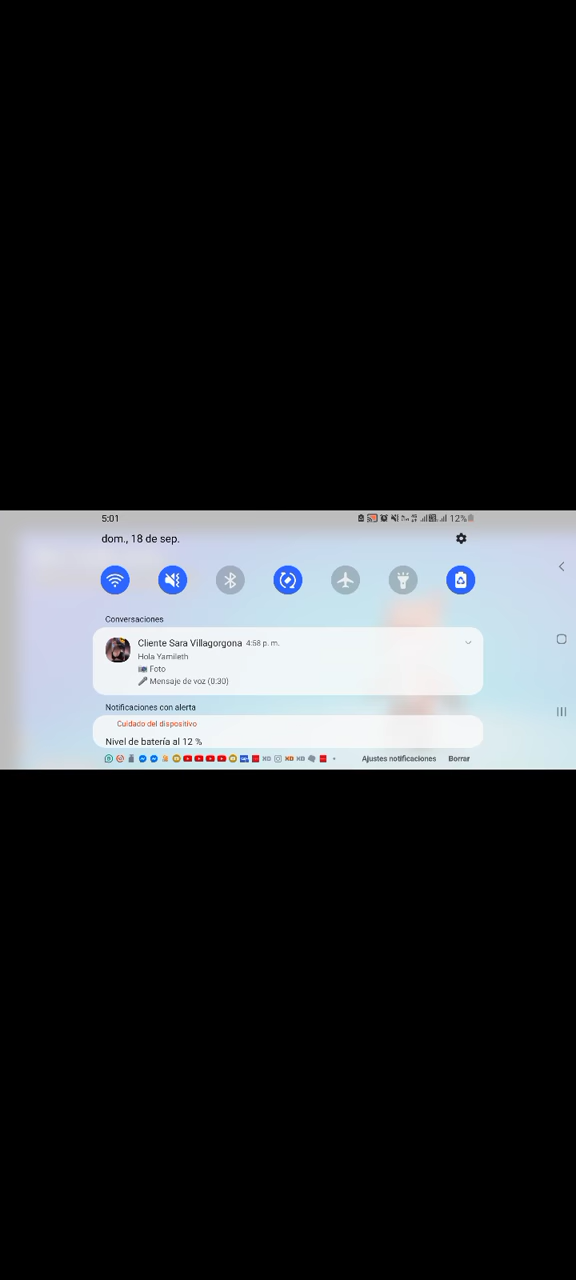 5:01
12%
dom., 18 de sep.
Conversaciones
Cliente Sara Villagorgona 4:58 p. m.
Hola Yamileth
Foto
Mensaje de voz (0:30)
Notificaciones con alerta
Cuidado del dispositivo
Nivel de batería al 12 %
Ajustes notificaciones Borrar